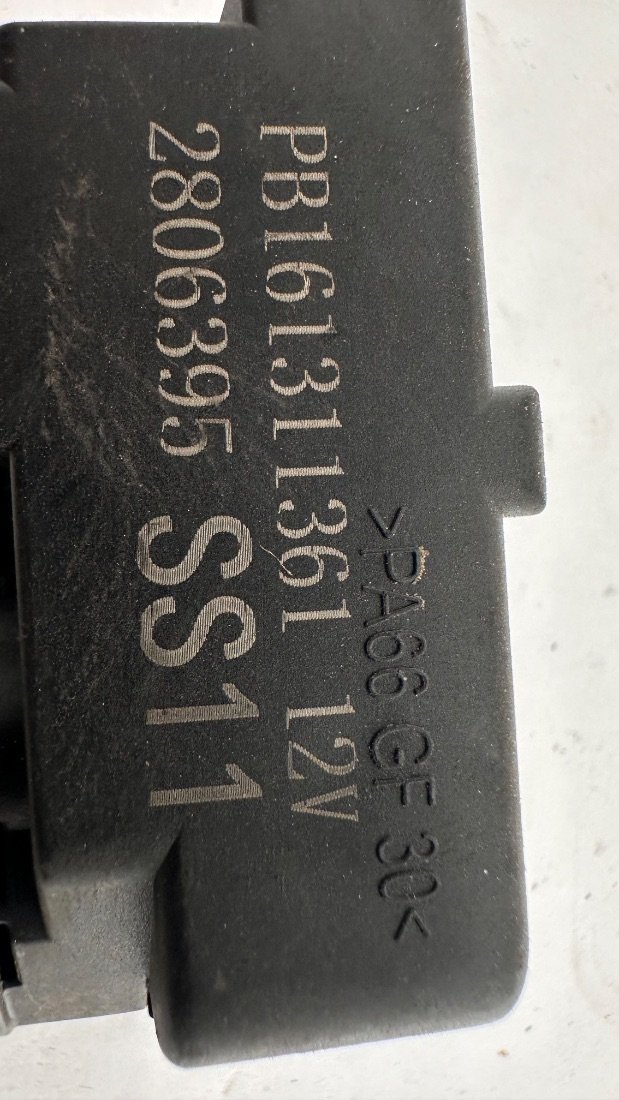 >PA66 GF 30<
PB161311361 12V
2806395 SS11